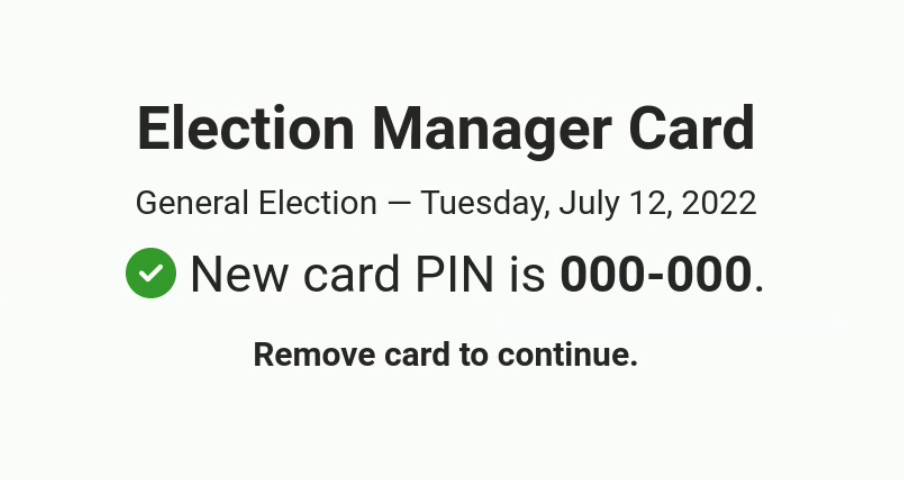 Election Manager Card
General Election — Tuesday, July 12, 2022
New card PIN is 000-000.
Remove card to continue.